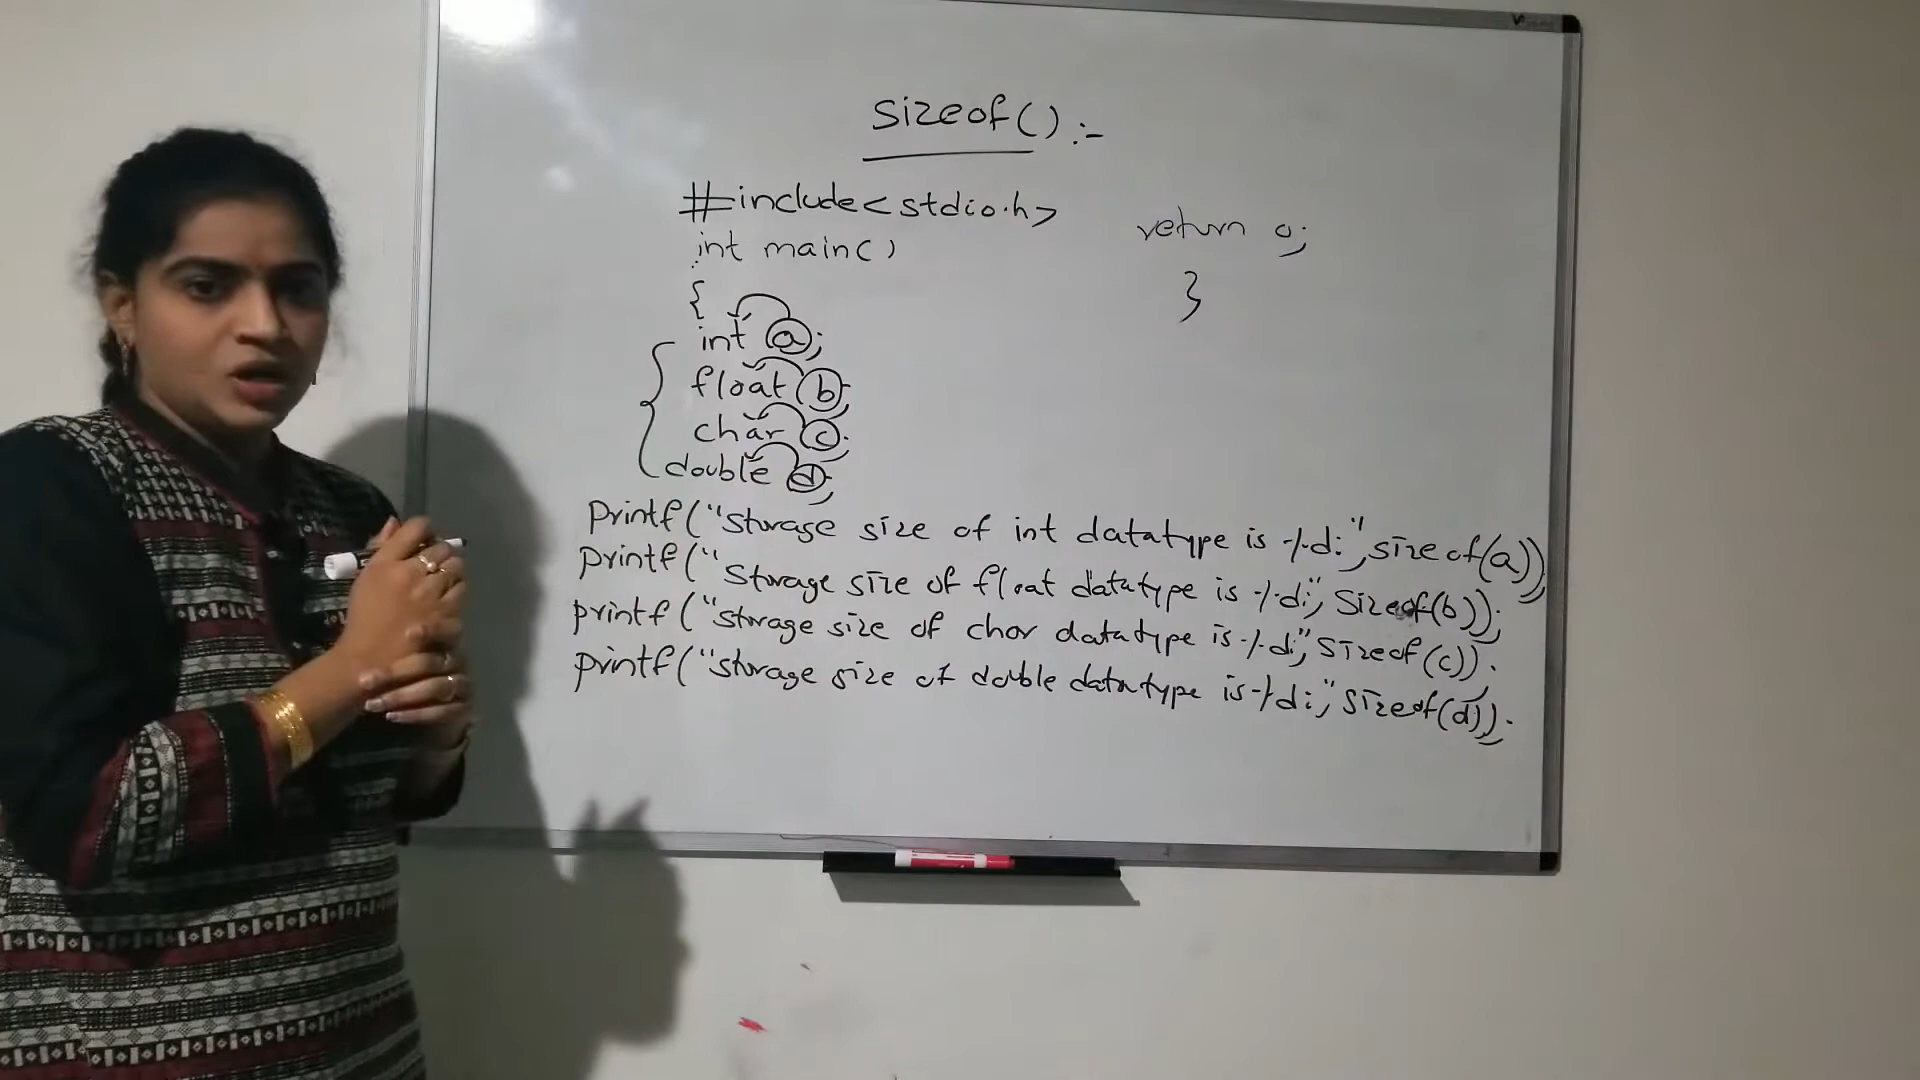 sizeof() :-
#include<stdio.h>
int main()
{
int a;
float b;
char c;
double d;
Printf("storage size of int datatype is %d:", sizeof(a));
printf("storage size of float datatype is %d:", sizeof(b));
printf("storage size of char datatype is %d:", sizeof(c));
printf("storage size of double datatype is %d:", sizeof(d));
return 0;
}